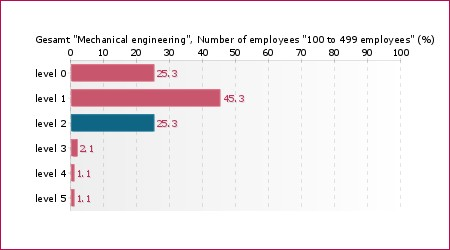 Gesamt "Mechanical engineering", Number of employees "100 to 499 employees" (%)
0 10 20 30 40 50 60 70 80 90 100
level 0 25.3
level 1 45.3
level 2 25.3
level 3 2.1
level 4 1.1
level 5 1.1